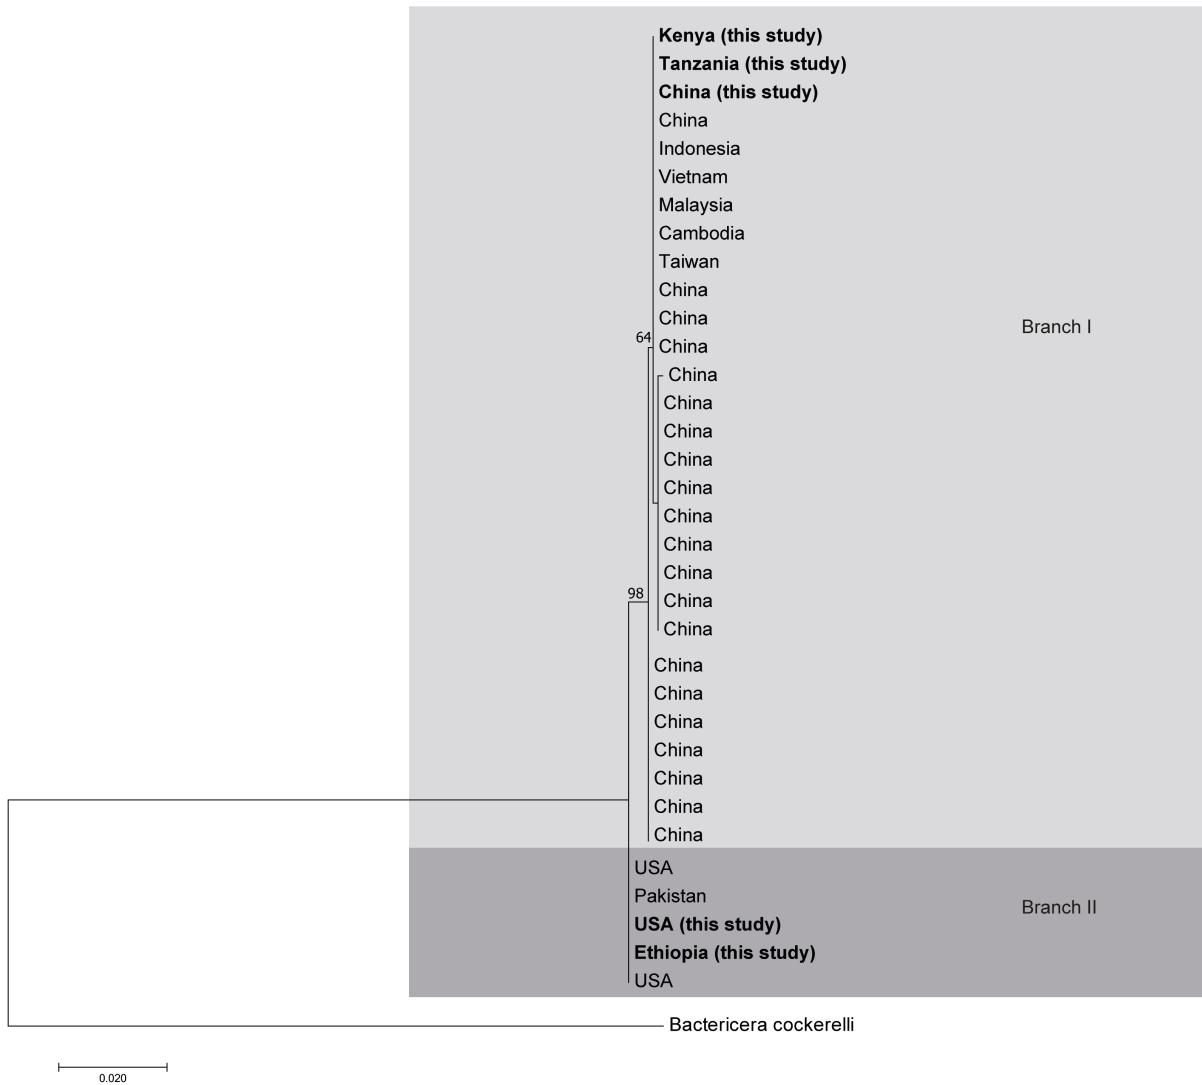 Kenya (this study)
Tanzania (this study)
China (this study)
China
Indonesia
Vietnam
Malaysia
Cambodia
Taiwan
China
China
Branch I
64
China
China
China
China
China
China
China
China
China
98
China
China
China
China
China
China
China
China
China
USA
Pakistan
Branch II
USA (this study)
Ethiopia (this study)
USA
Bactericera cockerelli
0.020